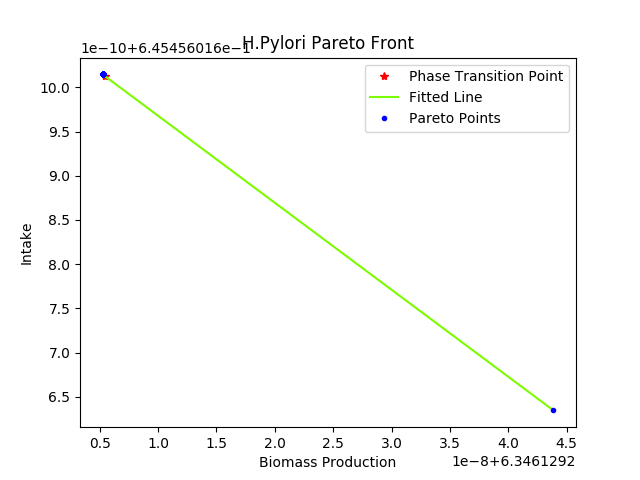 1e−10+6.45456016e−1
H.Pylori Pareto Front
Phase Transition Point
Fitted Line
Pareto Points
10.0
9.5
9.0
8.5
8.0
7.5
7.0
6.5
Intake
0.5 1.0 1.5 2.0 2.5 3.0 3.5 4.0 4.5
Biomass Production
1e−8+6.3461292